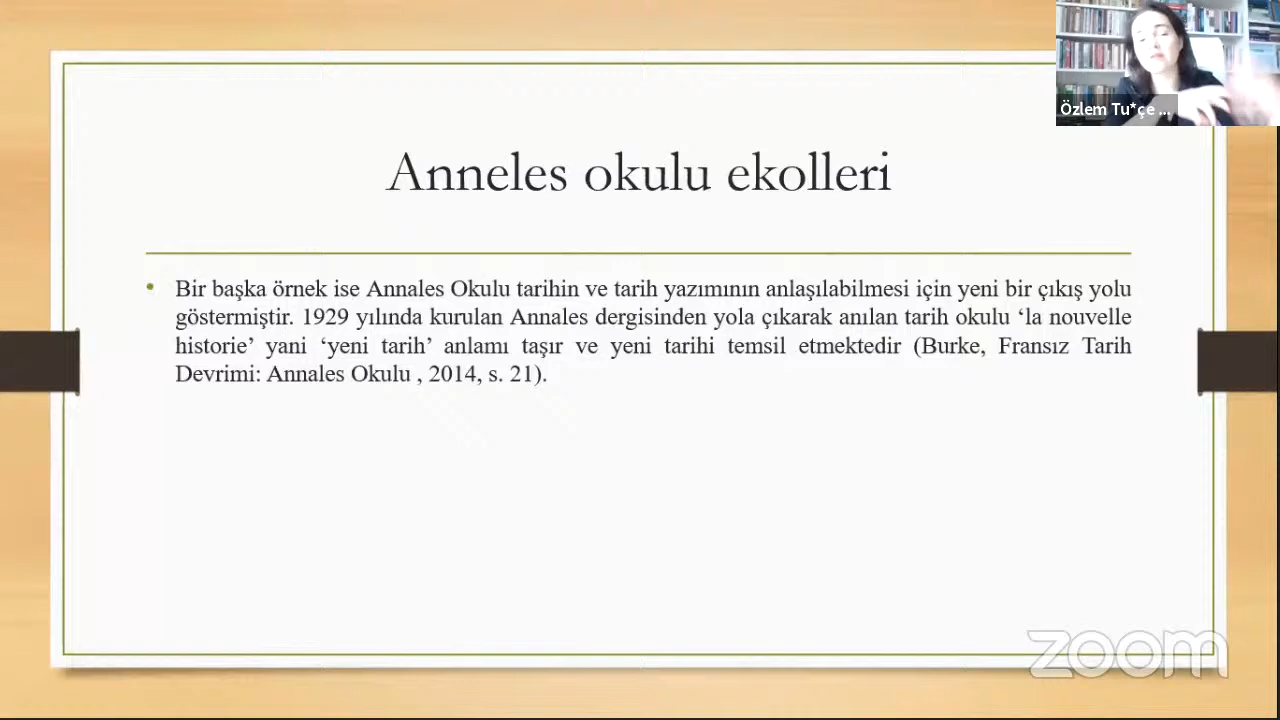 Özlem Tu*çe ...
Anneles okulu ekolleri
• Bir başka örnek ise Annales Okulu tarihin ve tarih yazımının anlaşılabilmesi için yeni bir çıkış yolu
göstermiştir. 1929 yılında kurulan Annales dergisinden yola çıkarak anılan tarih okulu ‘la nouvelle
historie’ yani ‘yeni tarih’ anlamı taşır ve yeni tarihi temsil etmektedir (Burke, Fransız Tarih
Devrimi: Annales Okulu , 2014, s. 21).
zoom